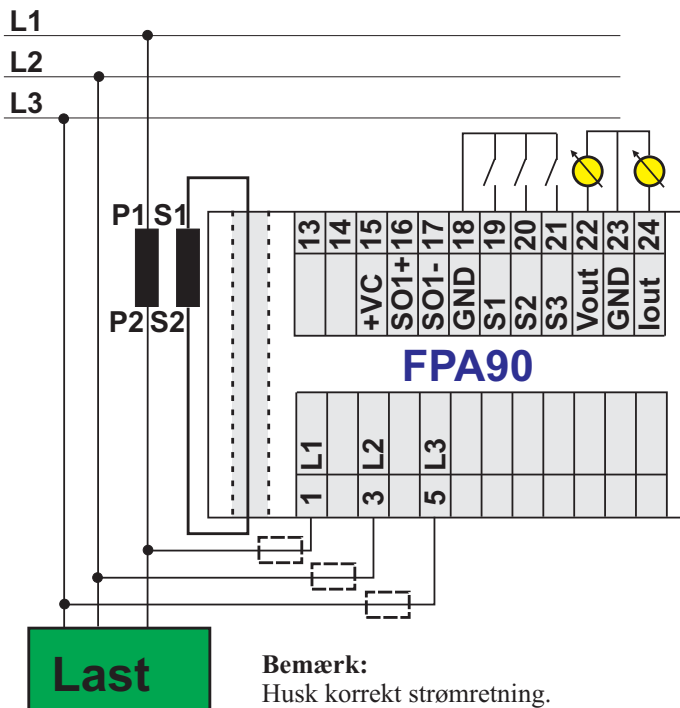 L1
L2
L3
P1 S1
P2 S2
13 14 15 16 17 18 19 20 21 22 23 24
+VC SO1+ SO1- GND S1 S2 S3 Vout GND Iout
FPA90
L1 L2 L3
1 3 5
Last
Bemærk:
Husk korrekt strømretning.